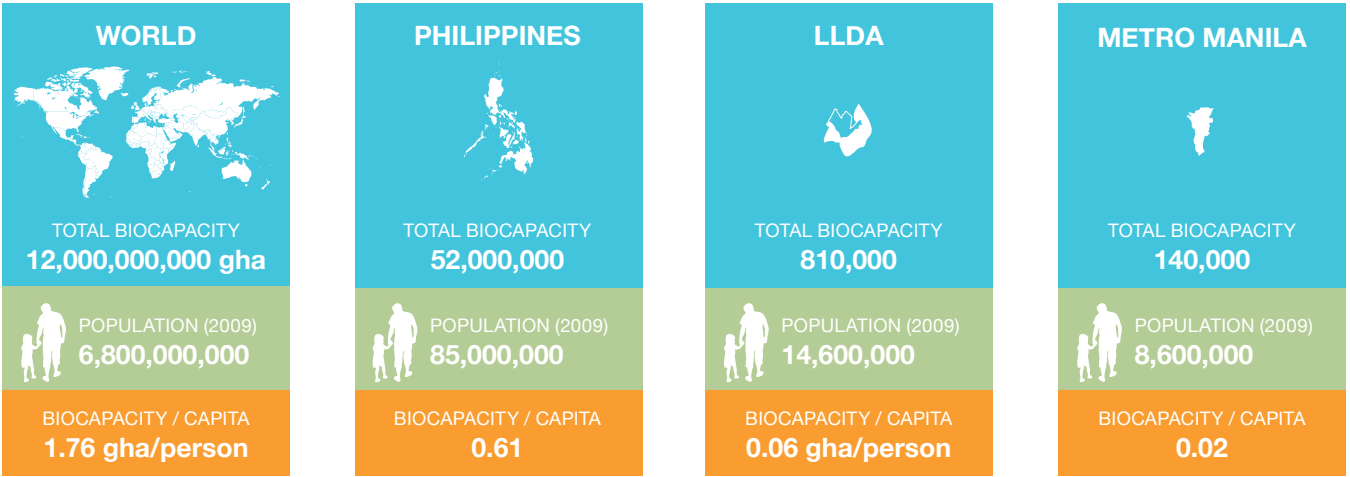 WORLD
TOTAL BIOCAPACITY
12,000,000,000 gha
POPULATION (2009)
6,800,000,000
BIOCAPACITY / CAPITA
1.76 gha/person
PHILIPPINES
TOTAL BIOCAPACITY
52,000,000
POPULATION (2009)
85,000,000
BIOCAPACITY / CAPITA
0.61
LLDA
TOTAL BIOCAPACITY
810,000
POPULATION (2009)
14,600,000
BIOCAPACITY / CAPITA
0.06 gha/person
METRO MANILA
TOTAL BIOCAPACITY
140,000
POPULATION (2009)
8,600,000
BIOCAPACITY / CAPITA
0.02